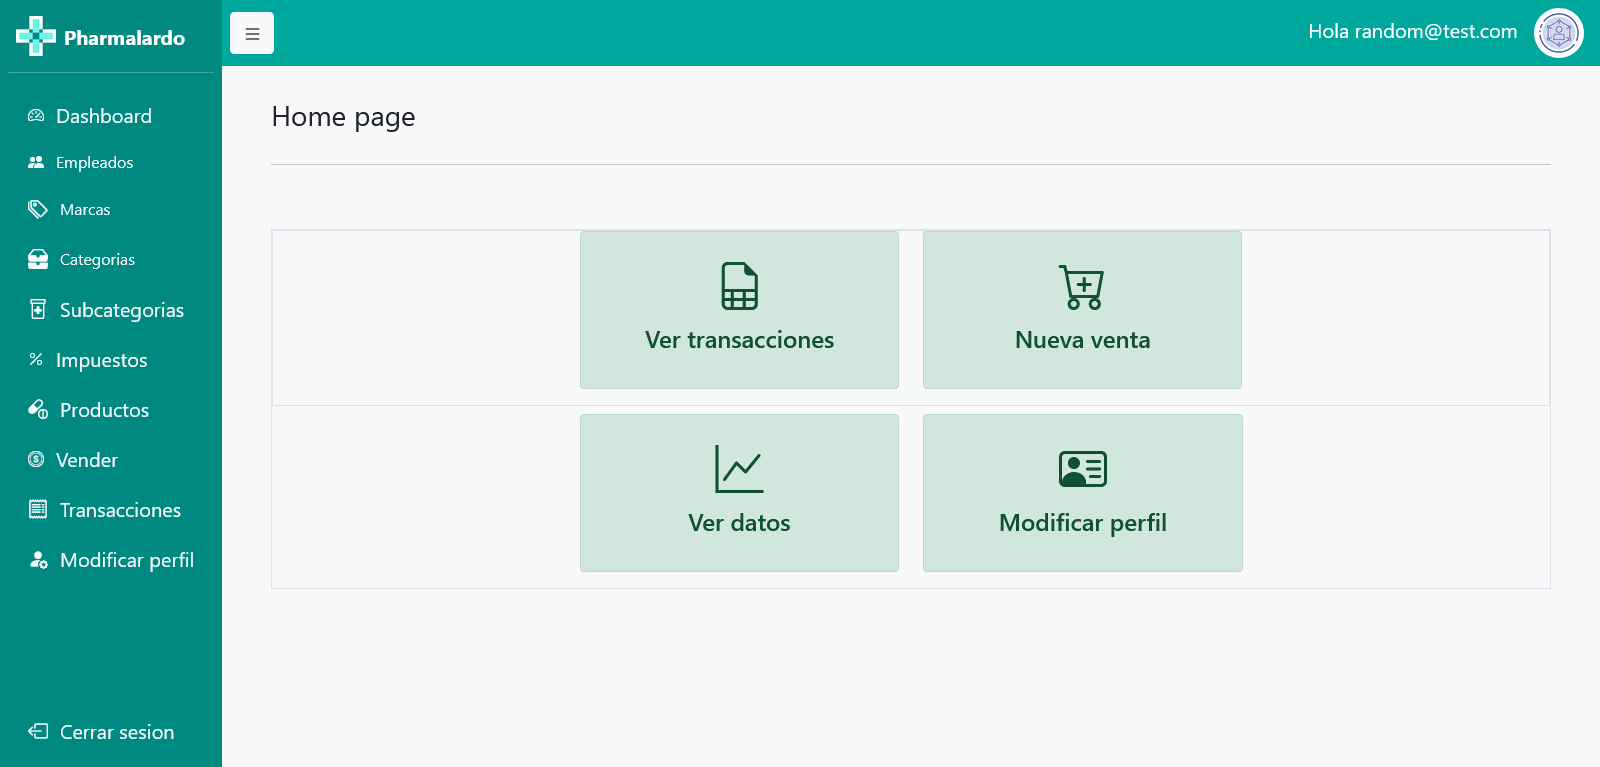 Pharmalardo
Hola random@test.com
Dashboard
Empleados
Marcas
Categorias
Subcategorias
Impuestos
Productos
Vender
Transacciones
Modificar perfil
Cerrar sesion
Home page
Ver transacciones
Nueva venta
Ver datos
Modificar perfil